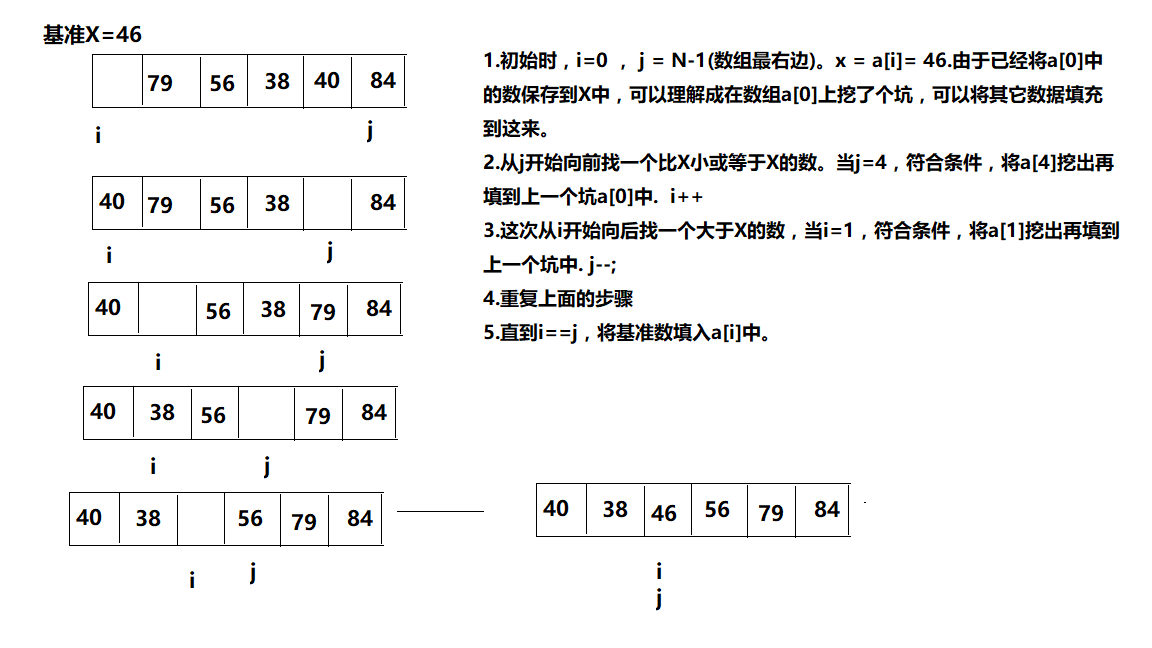 基准X=46
79 56 38 40 84
i j
40 79 56 38 84
i j
40 56 38 79 84
i j
40 38 56 79 84
i j
40 38 56 79 84
i j
1.初始时，i=0 ， j = N-1(数组最右边)。x = a[i]= 46.由于已经将a[0]中
的数保存到X中，可以理解成在数组a[0]上挖了个坑，可以将其它数据填充
到这来。
2.从j开始向前找一个比X小或等于X的数。当j=4，符合条件，将a[4]挖出再
填到上一个坑a[0]中. i++
3.这次从i开始向后找一个大于X的数，当i=1，符合条件，将a[1]挖出再填到
上一个坑中. j--;
4.重复上面的步骤
5.直到i==j，将基准数填入a[i]中。
40 38 46 56 79 84
i
j